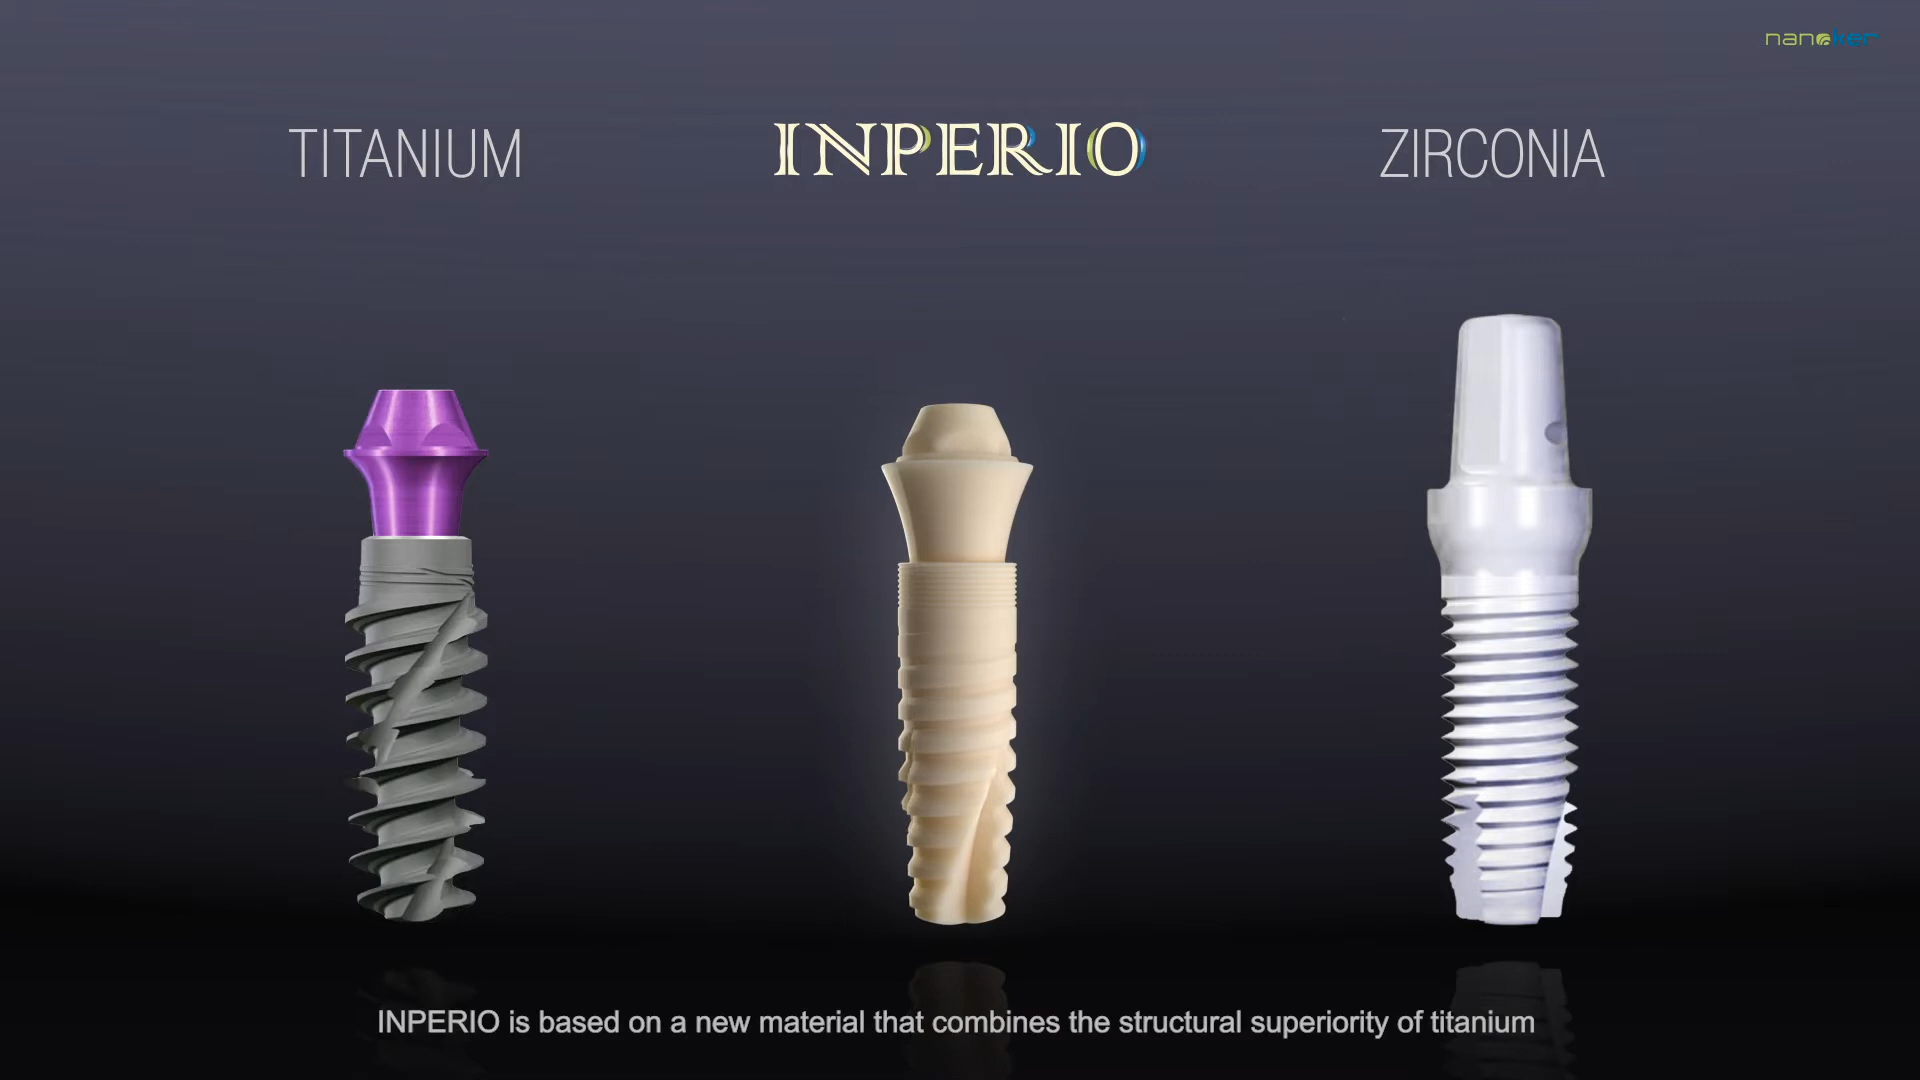 nanoker
TITANIUM
INPERIO
ZIRCONIA
INPERIO is based on a new material that combines the structural superiority of titanium